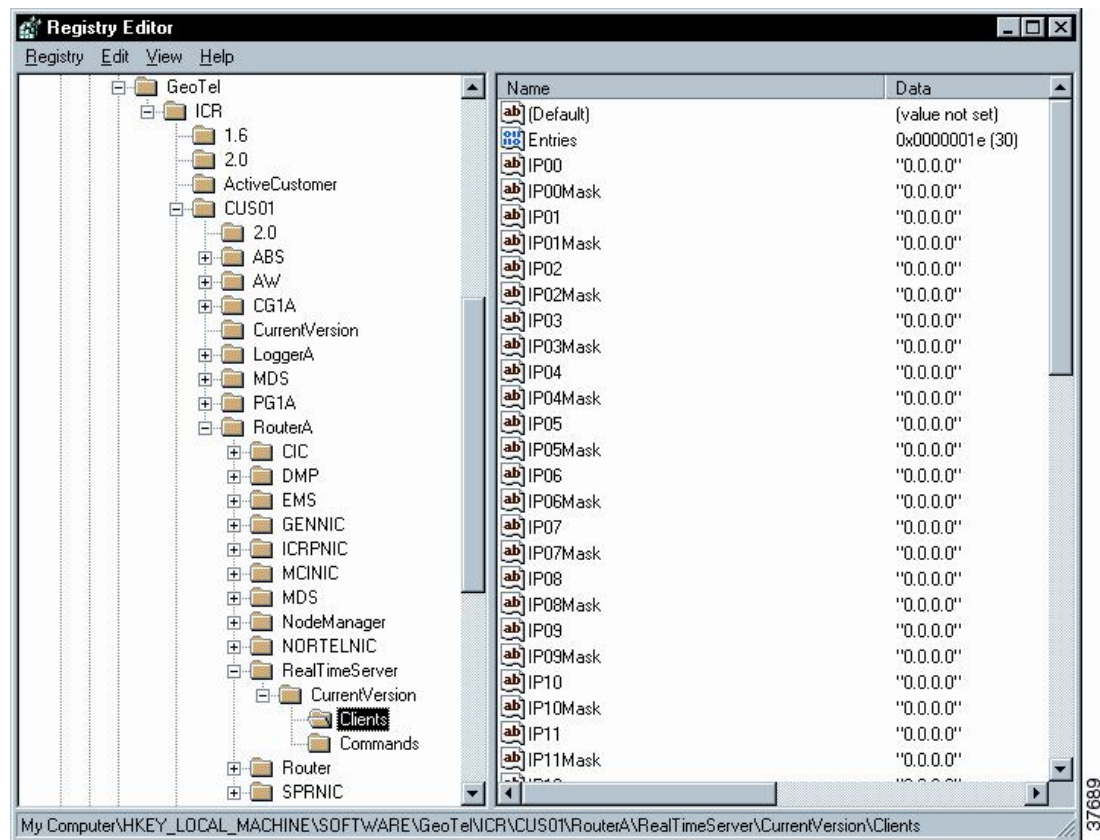 Registry Editor
Registry Edit View Help
GeoTel
ICR
1.6
2.0
ActiveCustomer
CUS01
2.0
ABS
AW
CG1A
CurrentVersion
LoggerA
MDS
PG1A
RouterA
CIC
DMP
EMS
GENNIC
ICRPNIC
MCINIC
MDS
NodeManager
NORTELNIC
RealTimeServer
CurrentVersion
Clients
Commands
Router
SPRNIC
Name Data
(Default) (value not set)
Entries 0x0000001e (30)
IP00 "0.0.0.0"
IP00Mask "0.0.0.0"
IP01 "0.0.0.0"
IP01Mask "0.0.0.0"
IP02 "0.0.0.0"
IP02Mask "0.0.0.0"
IP03 "0.0.0.0"
IP03Mask "0.0.0.0"
IP04 "0.0.0.0"
IP04Mask "0.0.0.0"
IP05 "0.0.0.0"
IP05Mask "0.0.0.0"
IP06 "0.0.0.0"
IP06Mask "0.0.0.0"
IP07 "0.0.0.0"
IP07Mask "0.0.0.0"
IP08 "0.0.0.0"
IP08Mask "0.0.0.0"
IP09 "0.0.0.0"
IP09Mask "0.0.0.0"
IP10 "0.0.0.0"
IP10Mask "0.0.0.0"
IP11 "0.0.0.0"
IP11Mask "0.0.0.0"
My Computer\HKEY_LOCAL_MACHINE\SOFTWARE\GeoTel\ICR\CUS01\RouterA\RealTimeServer\CurrentVersion\Clients
37689